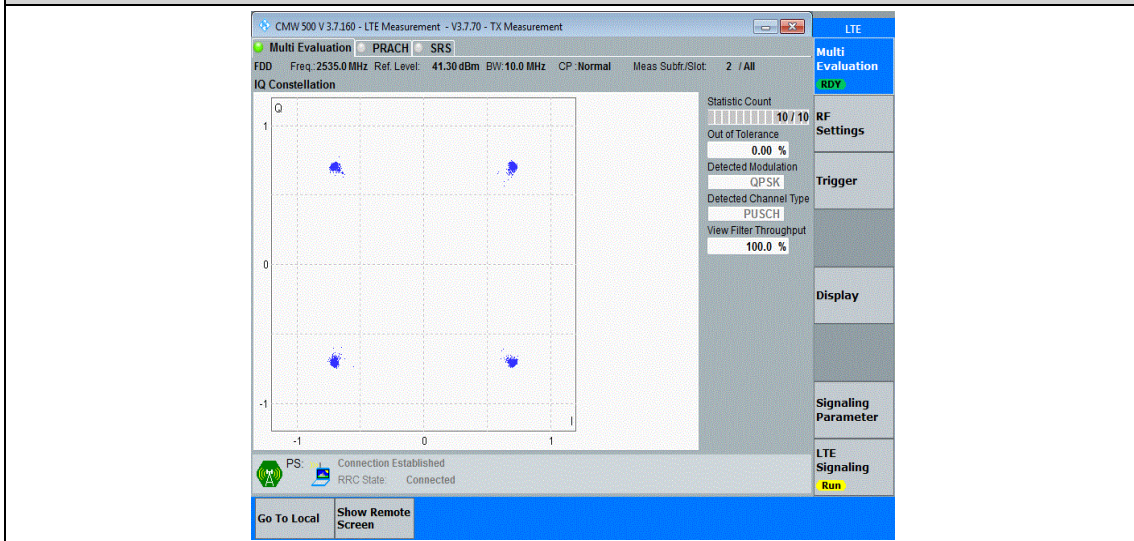 CMW 500 V 3.7.160 - LTE Measurement - V3.7.70 - TX Measurement
LTE
Multi Evaluation PRACH SRS
Multi
Evaluation
RDY
FDD Freq.:2535.0 MHz Ref. Level: 41.30 dBm BW:10.0 MHz CP :Normal Meas Subfr./Slot: 2 / All
IQ Constellation
Q
1
0
-1
-1 0 1
I
Statistic Count
10 / 10
Out of Tolerance
0.00 %
Detected Modulation
QPSK
Detected Channel Type
PUSCH
View Filter Throughput
100.0 %
RF
Settings
Trigger
Display
Signaling
Parameter
LTE
Signaling
Run
PS: Connection Established
RRC State: Connected
Go To Local
Show Remote
Screen